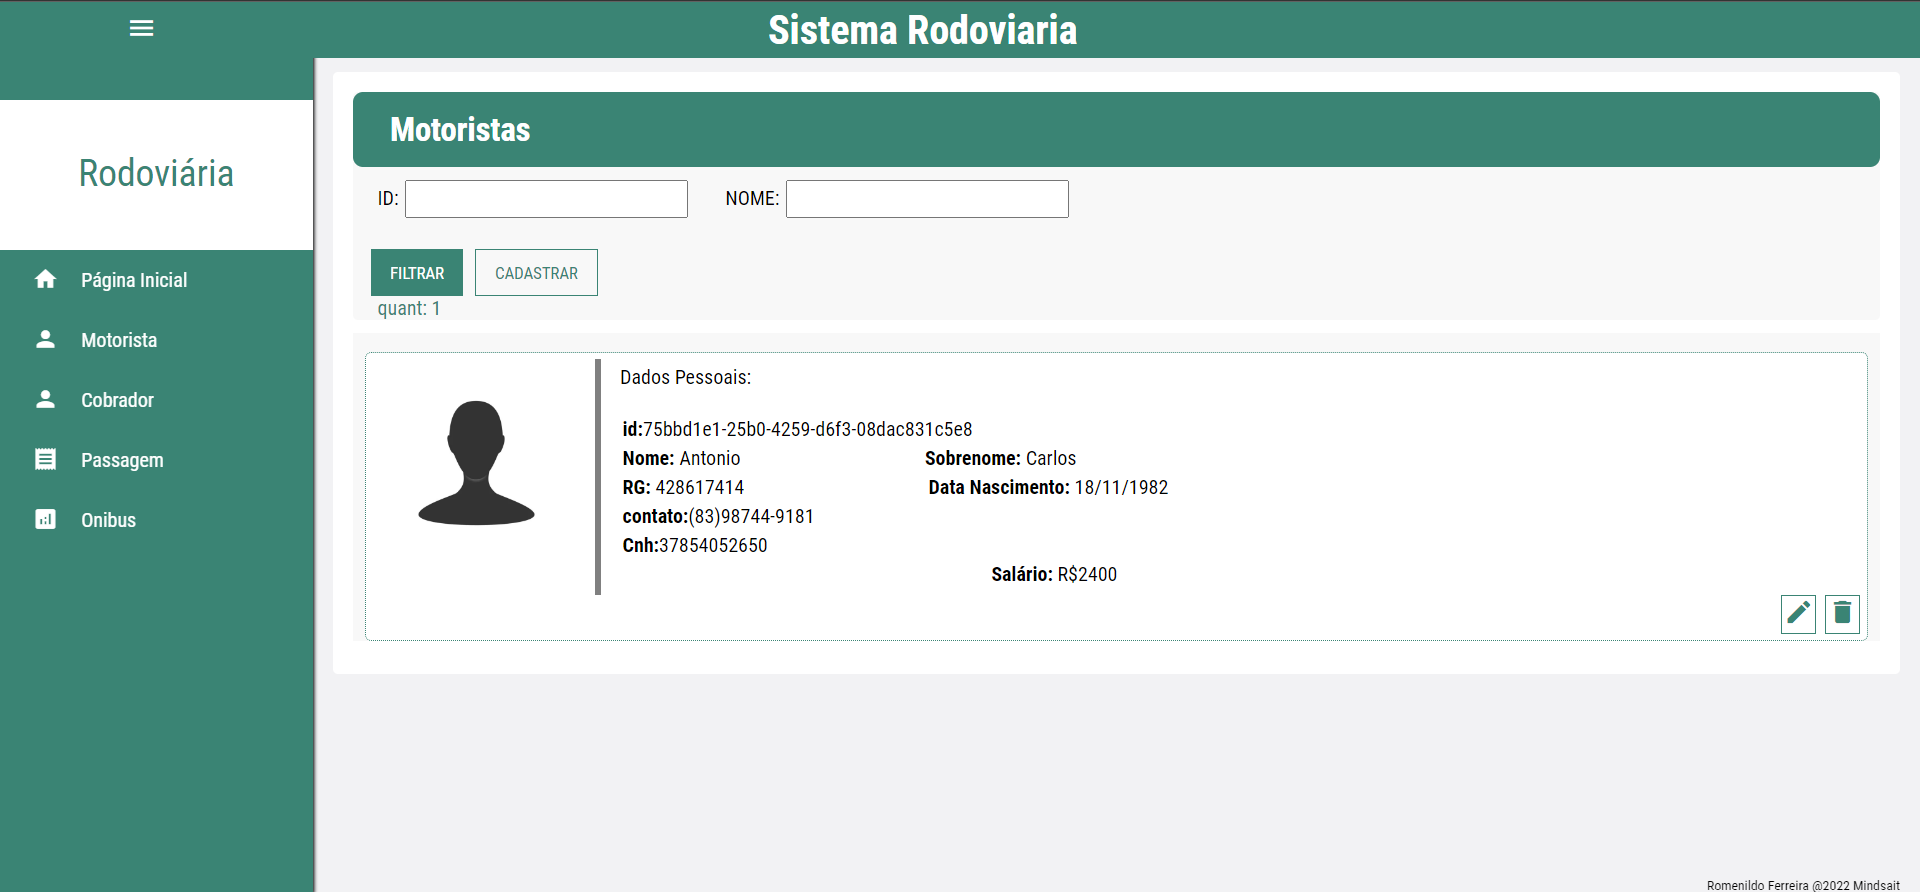 Sistema Rodoviaria
Rodoviária
Página Inicial
Motorista
Cobrador
Passagem
Onibus
Motoristas
ID:
NOME:
FILTRAR
CADASTRAR
quant: 1
Dados Pessoais:
id:75bbd1e1-25b0-4259-d6f3-08dac831c5e8
Nome: Antonio Sobrenome: Carlos
RG: 428617414 Data Nascimento: 18/11/1982
contato:(83)98744-9181
Cnh:37854052650
Salário: R$2400
Romenildo Ferreira @2022 Mindsait